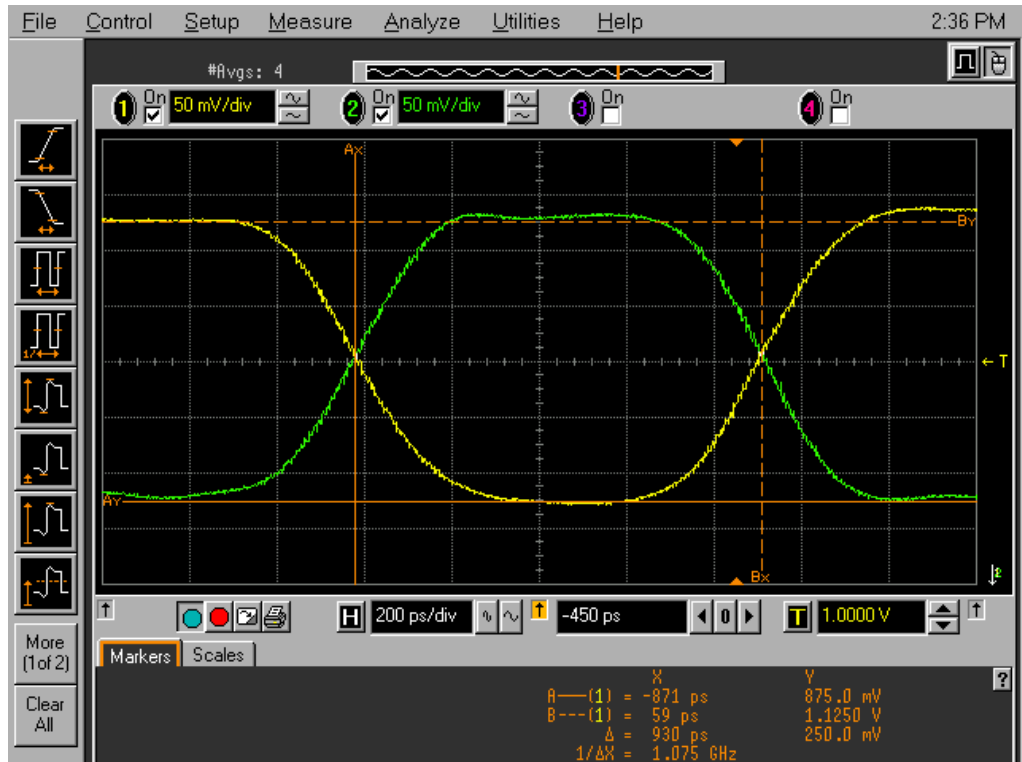 File Control Setup Measure Analyze Utilities Help 2:36 PM
#Avgs: 4
1 On 50 mV/div 2 On 50 mV/div 3 On 4 On
Ax
By
T
Ay
Bx
2
H 200 ps/div -450 ps 0 T 1.0000 V
1/
More
(1of 2)
Clear
All
Markers Scales
?
X Y
A—(1) = -871 ps 875.0 mV
B---(1) = 59 ps 1.1250 V
Δ = 930 ps 250.0 mV
1/ΔX = 1.075 GHz